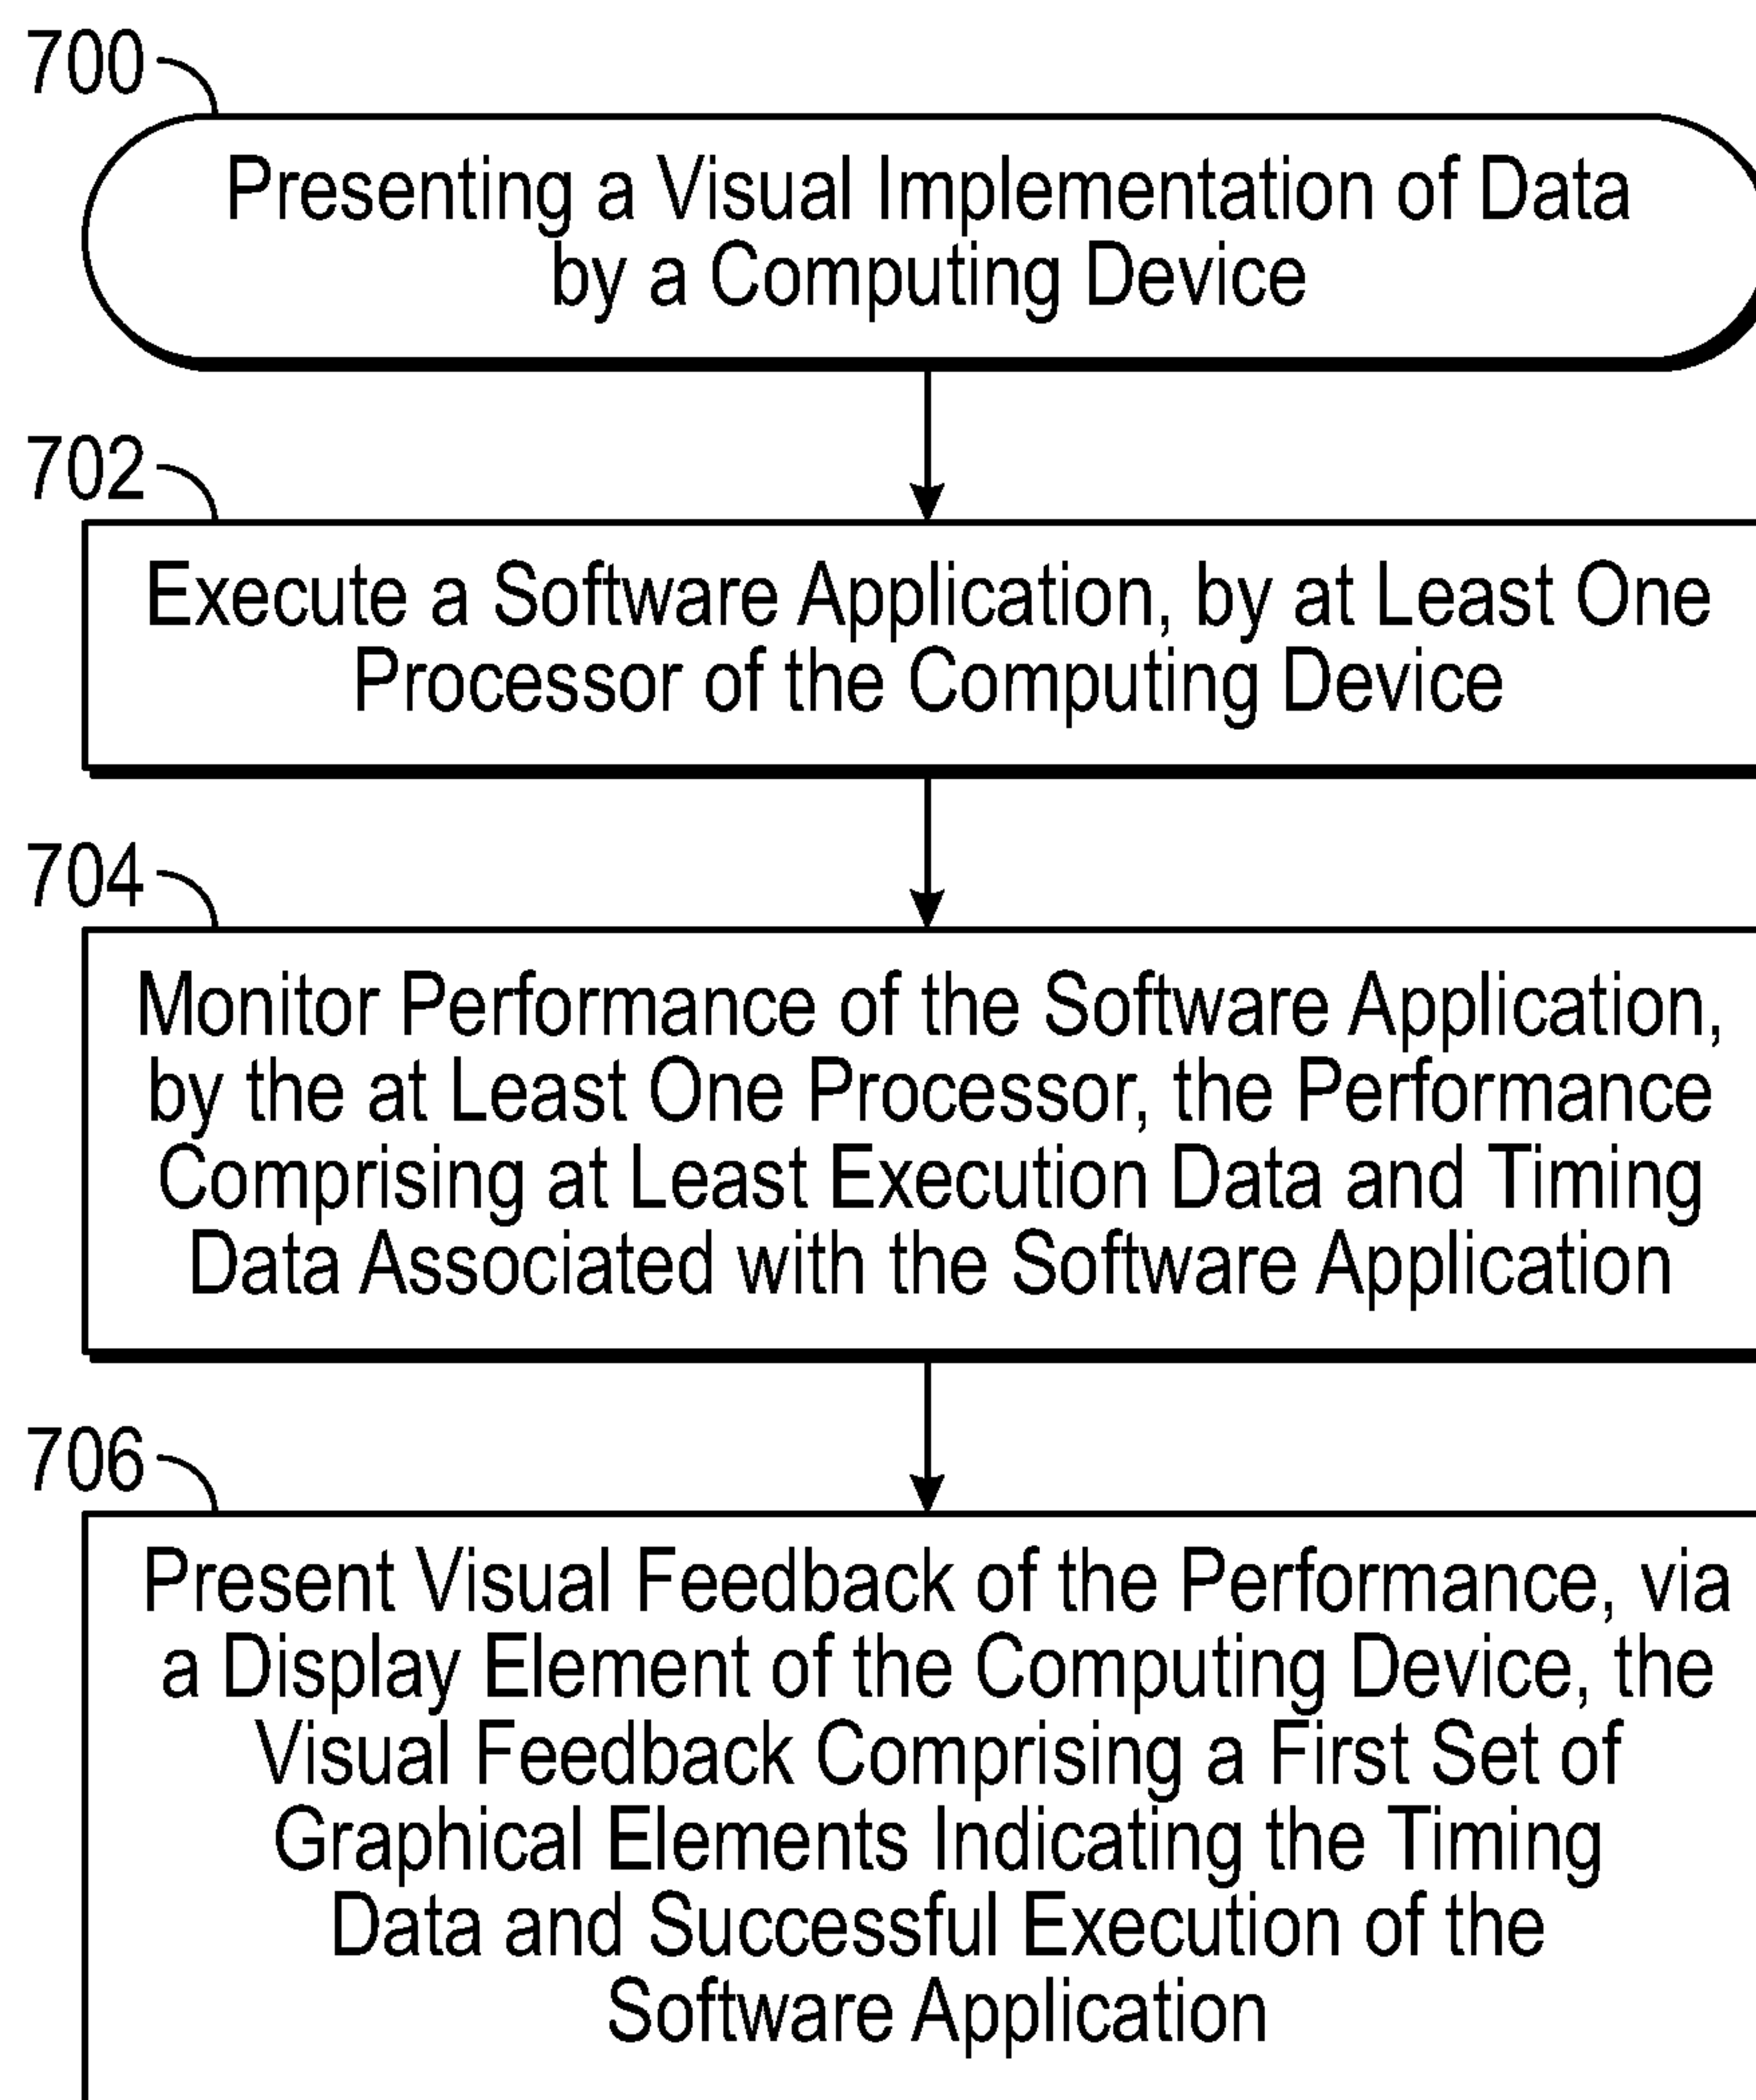 700
Presenting a Visual Implementation of Data
by a Computing Device
702
Execute a Software Application, by at Least One
Processor of the Computing Device
704
Monitor Performance of the Software Application,
by the at Least One Processor, the Performance
Comprising at Least Execution Data and Timing
Data Associated with the Software Application
706
Present Visual Feedback of the Performance, via
a Display Element of the Computing Device, the
Visual Feedback Comprising a First Set of
Graphical Elements Indicating the Timing
Data and Successful Execution of the
Software Application